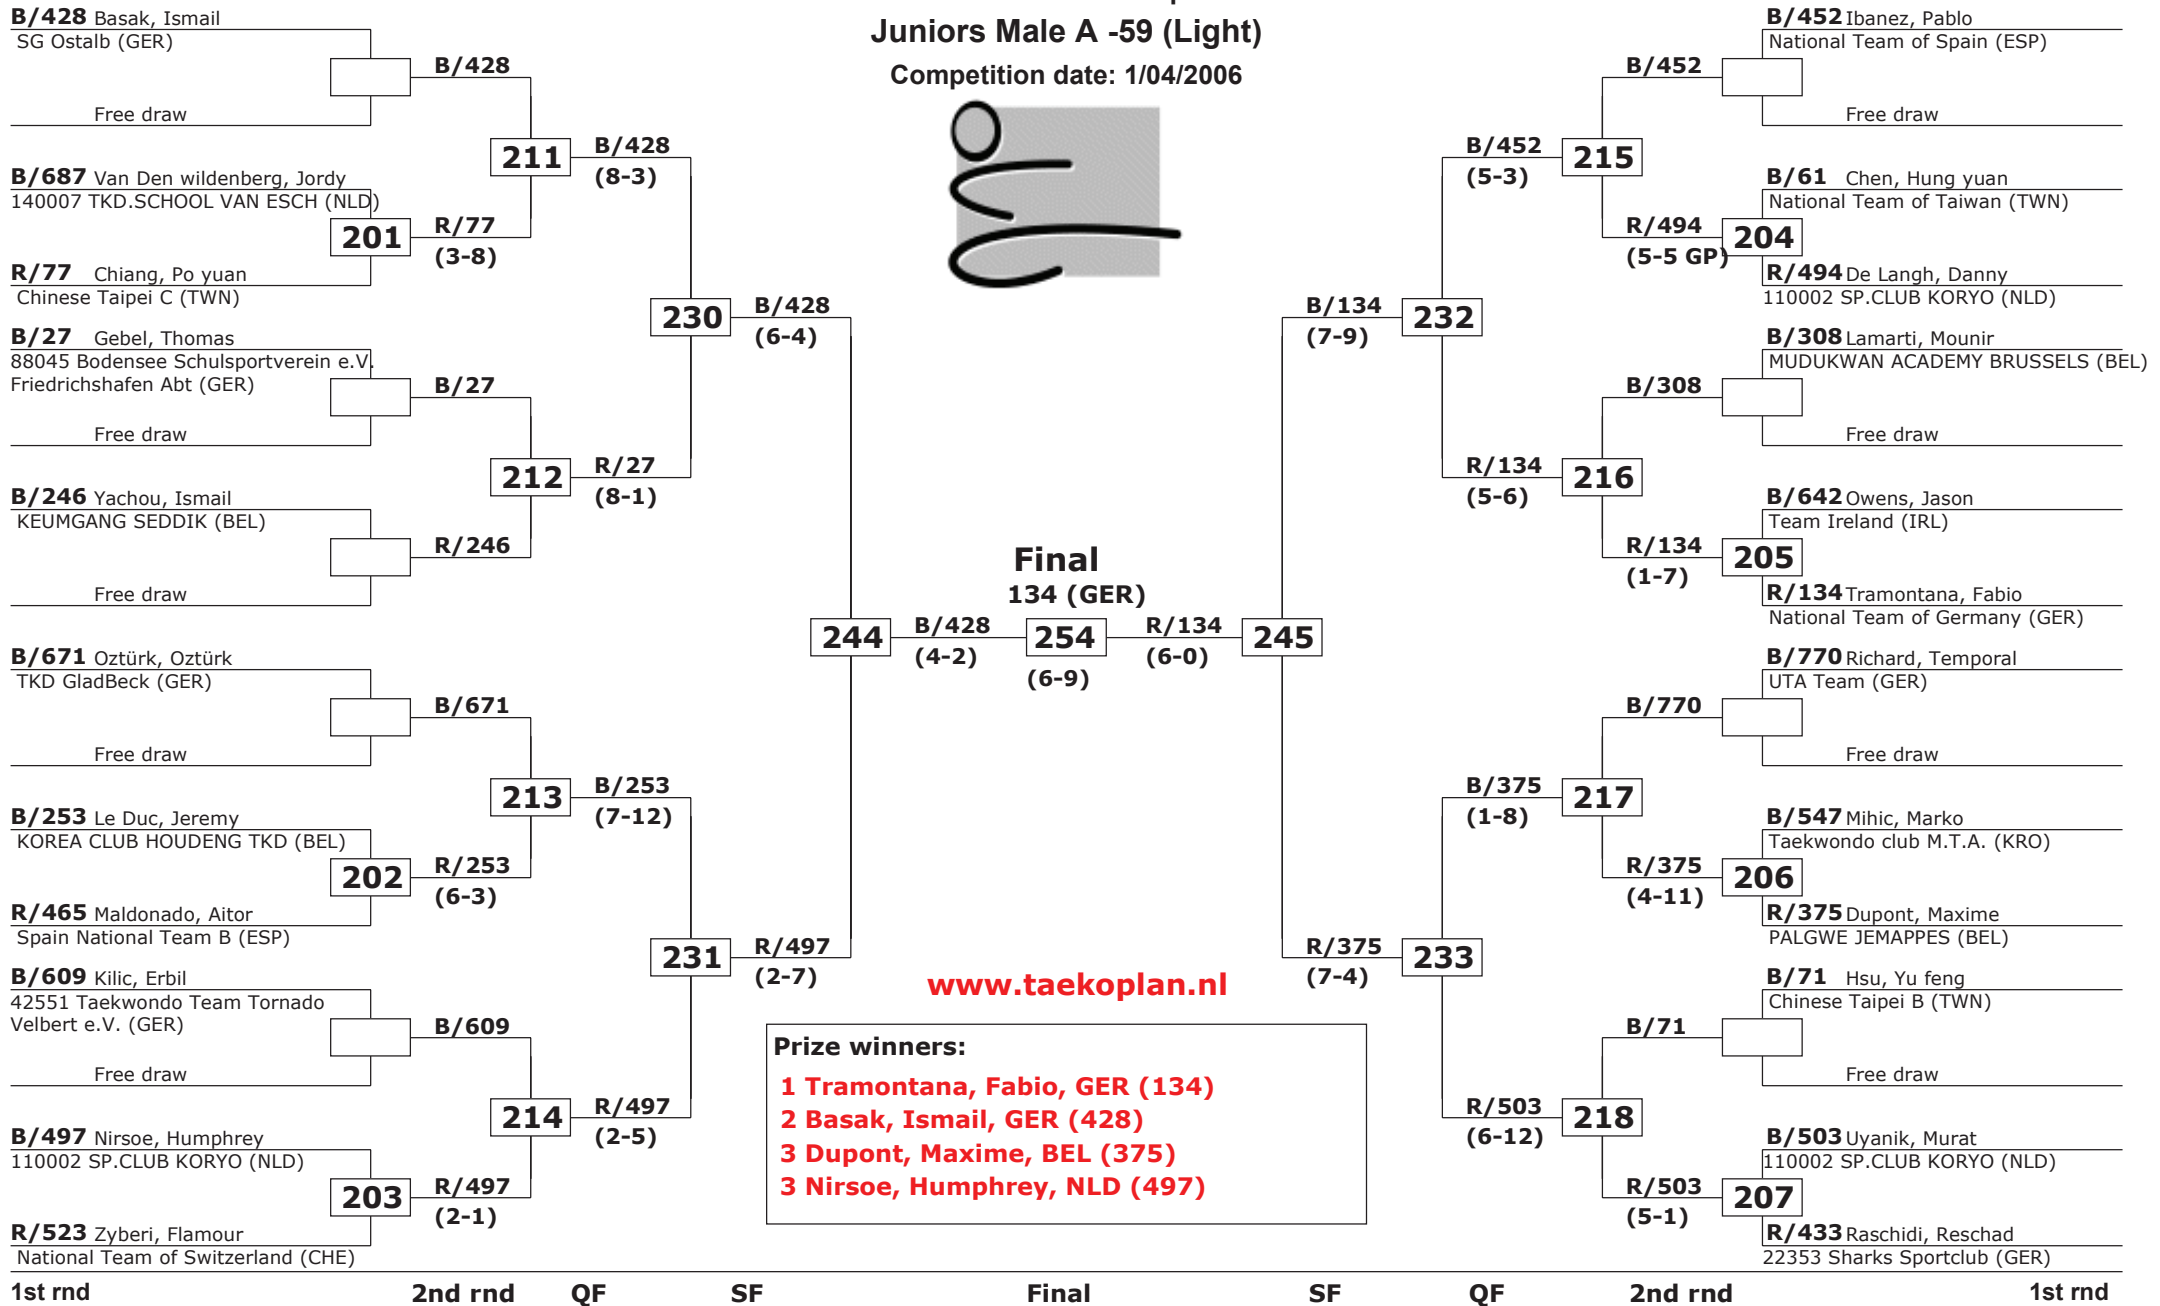 Juniors Male A -59 (Light)
Competition date: 1/04/2006
B/428 Basak, Ismail
SG Ostalb (GER)
Free draw
B/428
B/687 Van Den wildenberg, Jordy
140007 TKD.SCHOOL VAN ESCH (NLD)
201
R/77
(3-8)
R/77 Chiang, Po yuan
Chinese Taipei C (TWN)
211
B/428
(8-3)
B/27 Gebel, Thomas
88045 Bodensee Schulsportverein e.V.
Friedrichshafen Abt (GER)
Free draw
B/27
B/246 Yachou, Ismail
KEUMGANG SEDDIK (BEL)
Free draw
R/246
212
R/27
(8-1)
230
B/428
(6-4)
B/671 Oztürk, Oztürk
TKD GladBeck (GER)
Free draw
B/671
B/253 Le Duc, Jeremy
KOREA CLUB HOUDENG TKD (BEL)
202
R/253
(6-3)
R/465 Maldonado, Aitor
Spain National Team B (ESP)
213
B/253
(7-12)
B/609 Kilic, Erbil
42551 Taekwondo Team Tornado
Velbert e.V. (GER)
Free draw
B/609
B/497 Nirsoe, Humphrey
110002 SP.CLUB KORYO (NLD)
203
R/497
(2-1)
R/523 Zyberi, Flamour
National Team of Switzerland (CHE)
214
R/497
(2-5)
231
R/497
(2-7)
244
B/428
(4-2)
Final
134 (GER)
254
(6-9)
R/134
(6-0)
245
B/134
(7-9)
232
B/452
(5-3)
215
B/452
B/452 Ibanez, Pablo
National Team of Spain (ESP)
Free draw
B/61 Chen, Hung yuan
National Team of Taiwan (TWN)
R/494
(5-5 GP)
204
R/494 De Langh, Danny
110002 SP.CLUB KORYO (NLD)
R/134
(5-6)
216
B/308
B/308 Lamarti, Mounir
MUDUKWAN ACADEMY BRUSSELS (BEL)
Free draw
B/642 Owens, Jason
Team Ireland (IRL)
R/134
(1-7)
205
R/134 Tramontana, Fabio
National Team of Germany (GER)
R/375
(7-4)
233
B/375
(1-8)
217
B/770
B/770 Richard, Temporal
UTA Team (GER)
Free draw
B/547 Mihic, Marko
Taekwondo club M.T.A. (KRO)
R/375
(4-11)
206
R/375 Dupont, Maxime
PALGWE JEMAPPES (BEL)
R/503
(6-12)
218
B/71
B/71 Hsu, Yu feng
Chinese Taipei B (TWN)
Free draw
B/503 Uyanik, Murat
110002 SP.CLUB KORYO (NLD)
R/503
(5-1)
207
R/433 Raschidi, Reschad
22353 Sharks Sportclub (GER)
www.taekoplan.nl
Prize winners:
1 Tramontana, Fabio, GER (134)
2 Basak, Ismail, GER (428)
3 Dupont, Maxime, BEL (375)
3 Nirsoe, Humphrey, NLD (497)
1st rnd 2nd rnd QF SF Final SF QF 2nd rnd 1st rnd